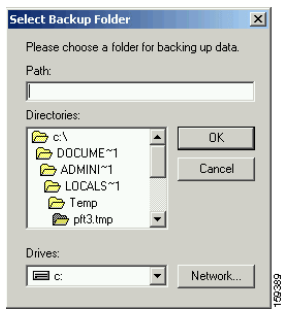 Select Backup Folder
Please choose a folder for backing up data.
Path:
Directories:
c:\
DOCUME~1
ADMINI~1
LOCALS~1
Temp
pft3.tmp
OK
Cancel
Drives:
c:
Network...
159389